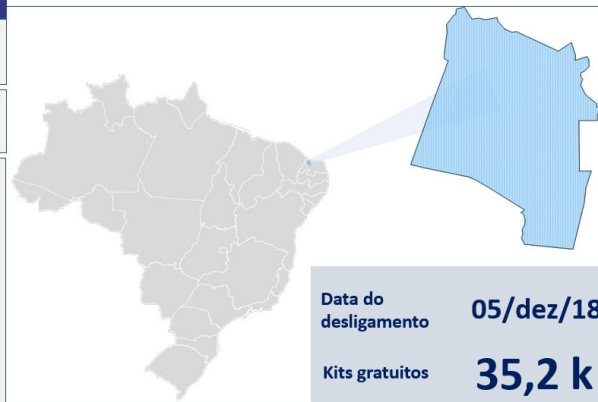 Data do
desligamento
05/dez/18
Kits gratuitos
35,2 k